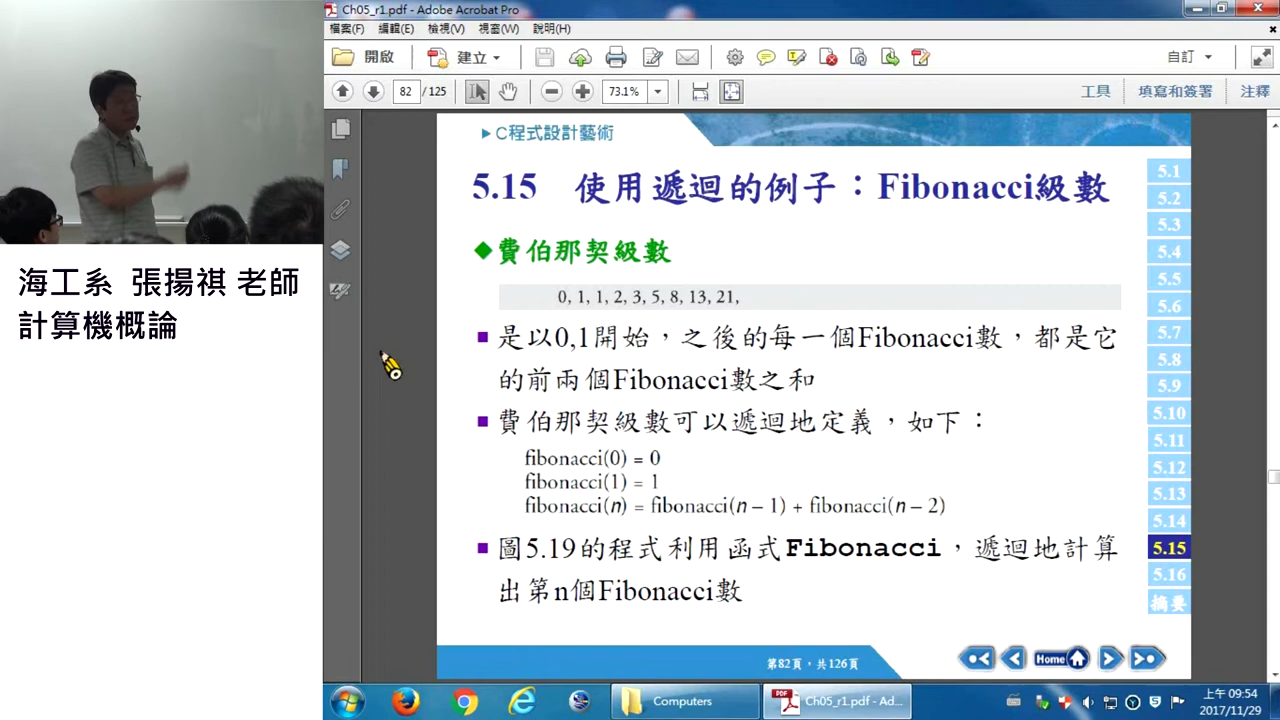 Ch05_r1.pdf - Adobe Acrobat Pro
檔案(F) 編輯(E) 檢視(V) 視窗(W) 說明(H)
開啟 建立 自訂
82 / 125 73.1% 工具 填寫和簽署 注釋
C程式設計藝術
5.15 使用遞迴的例子：Fibonacci級數
費伯那契級數
0, 1, 1, 2, 3, 5, 8, 13, 21,
是以0,1開始，之後的每一個Fibonacci數，都是它
的前兩個Fibonacci數之和
費伯那契級數可以遞迴地定義，如下：
fibonacci(0) = 0
fibonacci(1) = 1
fibonacci(n) = fibonacci(n – 1) + fibonacci(n – 2)
圖5.19的程式利用函式Fibonacci，遞迴地計算
出第n個Fibonacci數
5.1
5.2
5.3
5.4
5.5
5.6
5.7
5.8
5.9
5.10
5.11
5.12
5.13
5.14
5.15
5.16
摘要
第82頁，共126頁
Home
海工系 張揚祺 老師
計算機概論
Computers
PDF
Ch05_r1.pdf - Ad...
上午 09:54
2017/11/29